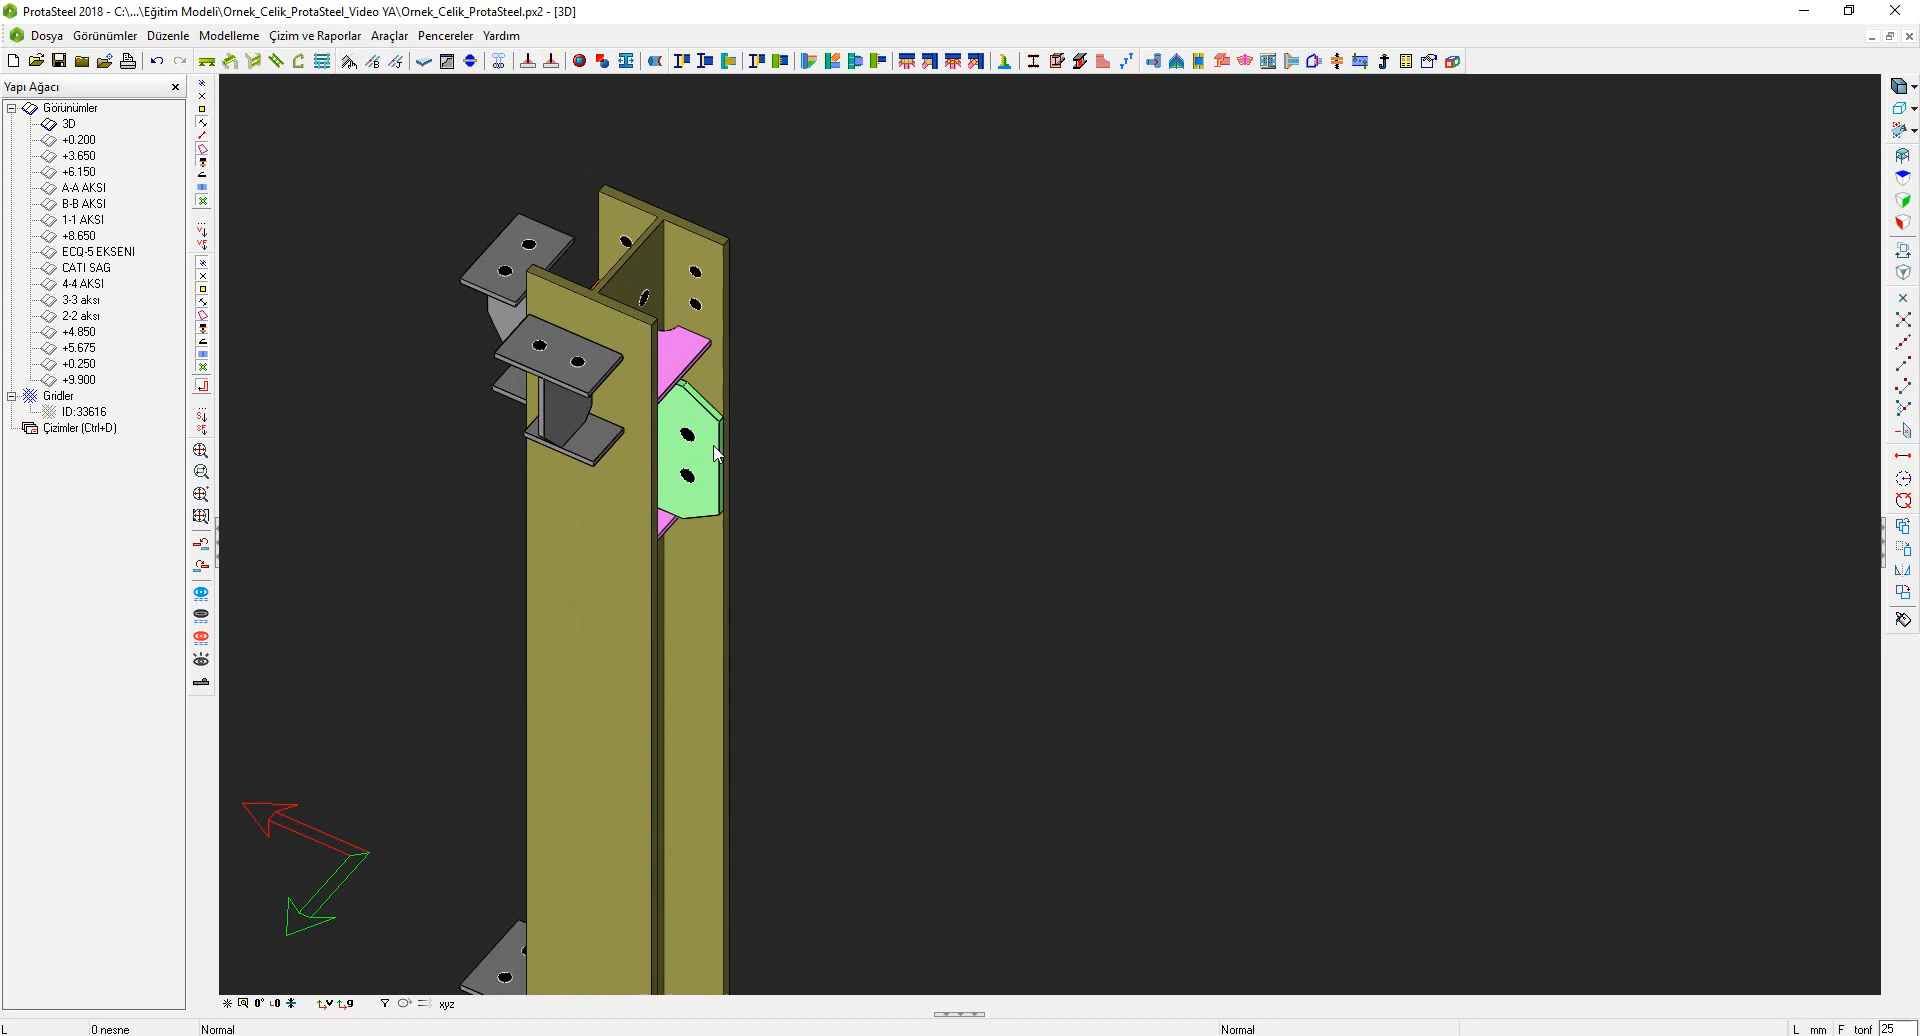 ProtaSteel 2018 - C:\...\Eğitim Modeli\Ornek_Celik_ProtaSteel_Video YA\Ornek_Celik_ProtaSteel.px2 - [3D]
Dosya Görünümler Düzenle Modelleme Çizim ve Raporlar Araçlar Pencereler Yardım
Yapı Ağacı
Görünümler
3D
+0.200
+3.650
+6.150
A-A AKSI
B-B AKSI
1-1 AKSI
+8.650
ECQ-5 EKSENI
CATI SAG
4-4 AKSI
3-3 aksı
2-2 aksı
+4.850
+5.675
+0.250
+9.900
Gridler
ID:33616
Çizimler (Ctrl+D)
xyz
L 0 nesne Normal Normal L mm F tonf 25